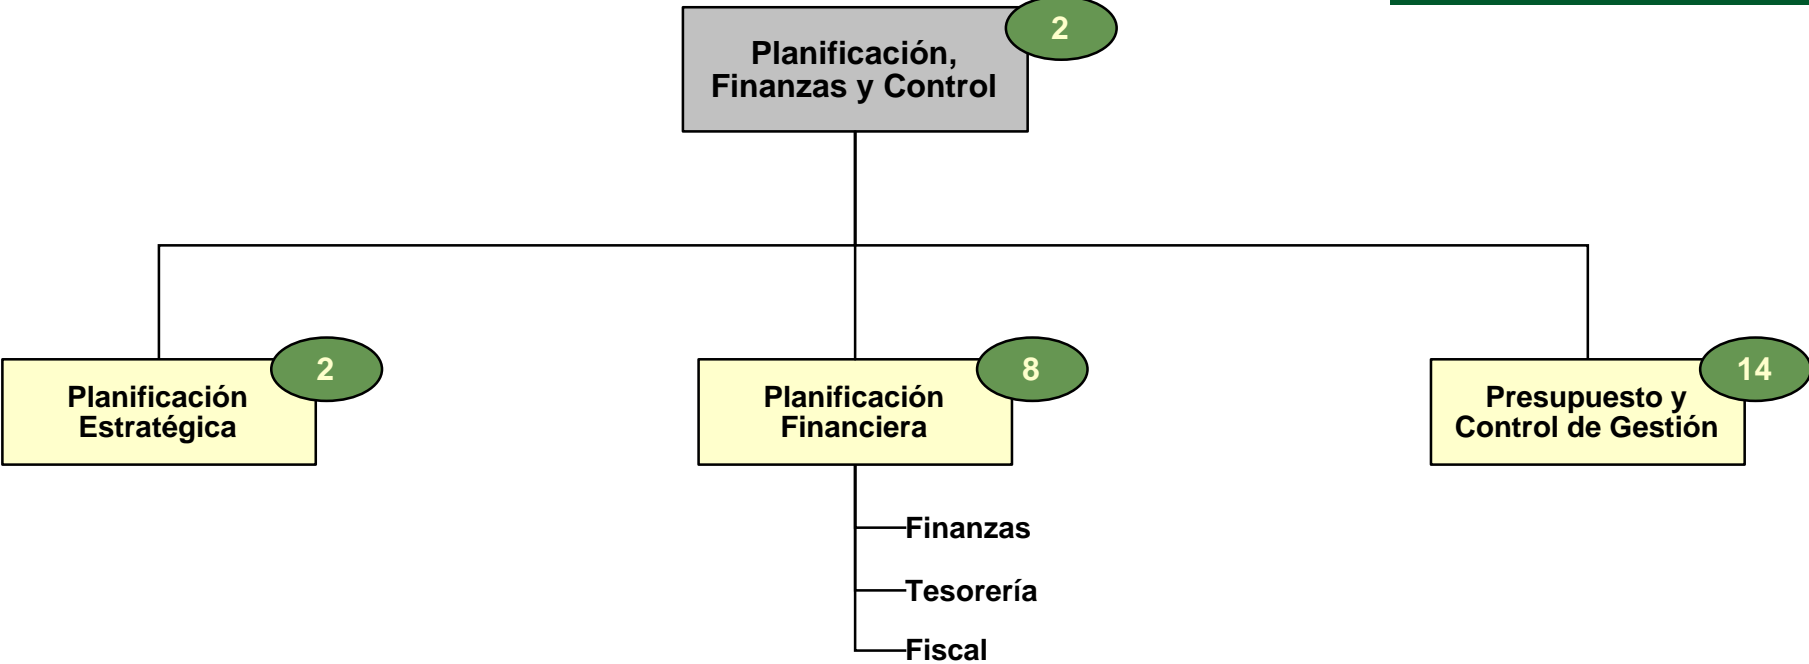 2
Planificación,
Finanzas y Control
2
8
14
Planificación
Estratégica
Planificación
Financiera
Presupuesto y
Control de Gestión
Finanzas
Tesorería
Fiscal